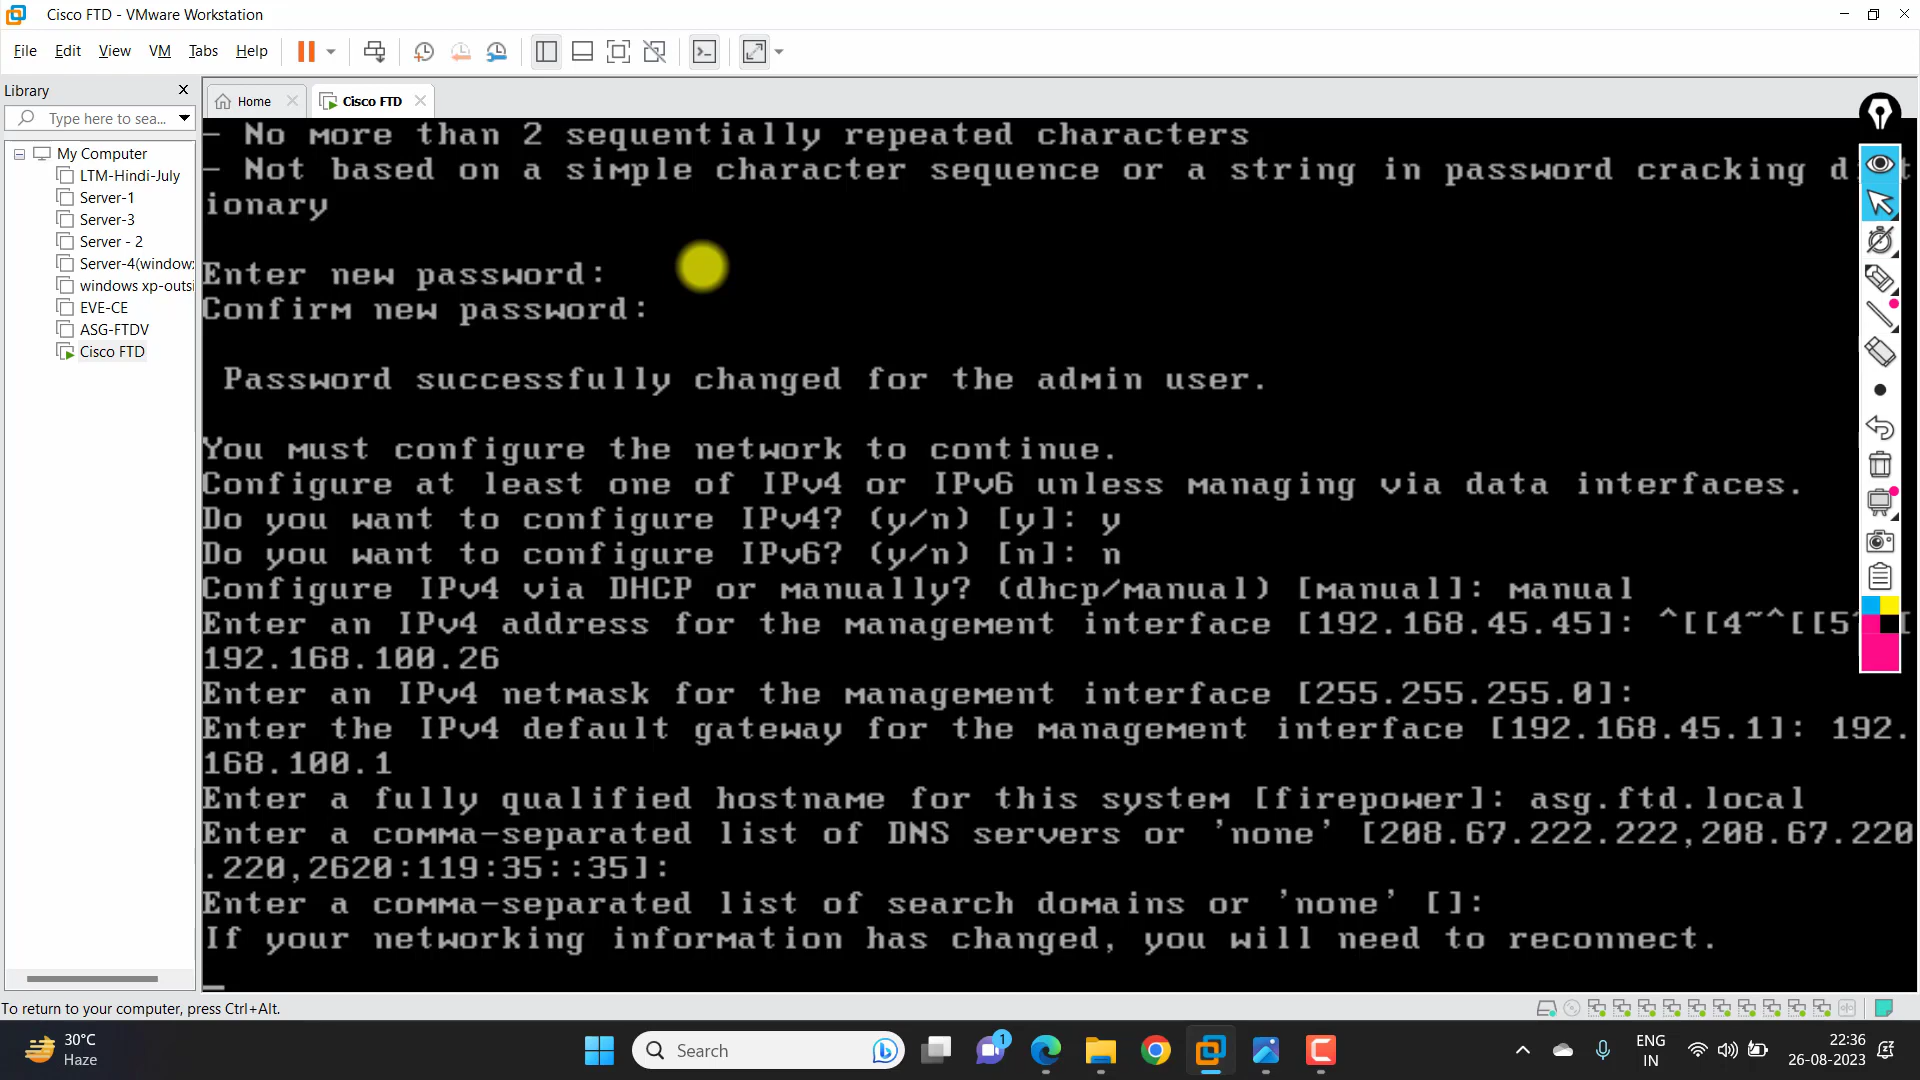 Cisco FTD - VMware Workstation
File Edit View VM Tabs Help
Library
Type here to sea...
Home
Cisco FTD
My Computer
LTM-Hindi-July
Server-1
Server-3
Server - 2
Server-4(window
windows xp-outs
EVE-CE
ASG-FTDV
Cisco FTD
- No more than 2 sequentially repeated characters
- Not based on a simple character sequence or a string in password cracking d
ionary
Enter new password:
Confirm new password:
Password successfully changed for the admin user.
You must configure the network to continue.
Configure at least one of IPv4 or IPv6 unless managing via data interfaces.
Do you want to configure IPv4? (y/n) [y]: y
Do you want to configure IPv6? (y/n) [n]: n
Configure IPv4 via DHCP or manually? (dhcp/manual) [manual]: manual
Enter an IPv4 address for the management interface [192.168.45.45]: ^[[4~^[[5
192.168.100.26
Enter an IPv4 netmask for the management interface [255.255.255.0]:
Enter the IPv4 default gateway for the management interface [192.168.45.1]: 192.
168.100.1
Enter a fully qualified hostname for this system [firepower]: asg.ftd.local
Enter a comma-separated list of DNS servers or 'none' [208.67.222.222,208.67.220
.220,2620:119:35::35]:
Enter a comma-separated list of search domains or 'none' []:
If your networking information has changed, you will need to reconnect.
To return to your computer, press Ctrl+Alt.
30°C
Haze
Search
1
ENG
IN
22:36
26-08-2023